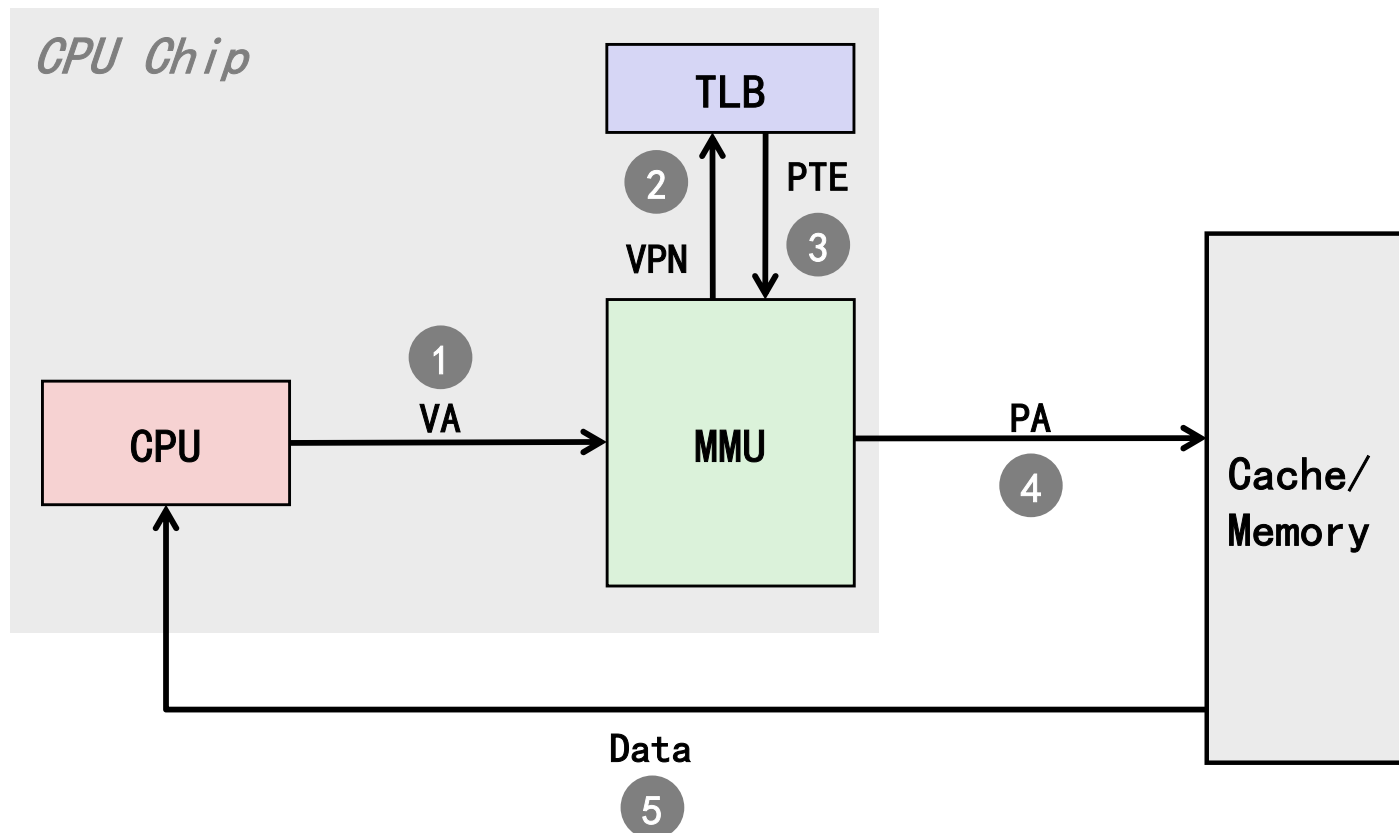 CPU Chip
TLB
2
PTE
VPN
3
1
VA
CPU
MMU
PA
4
Cache/
Memory
Data
5